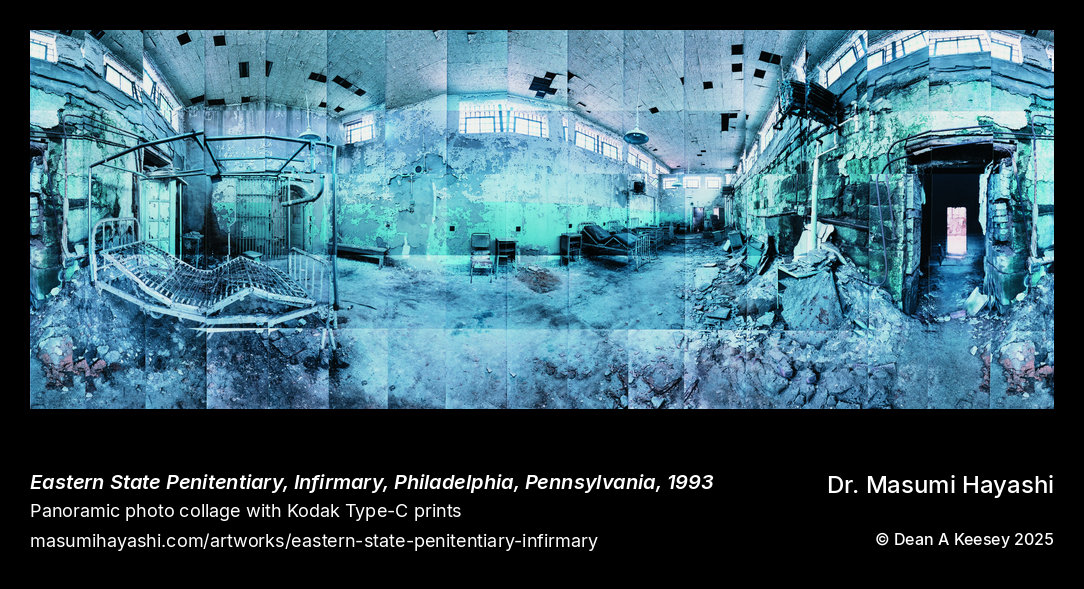 Eastern State Penitentiary, Infirmary, Philadelphia, Pennsylvania, 1993
Panoramic photo collage with Kodak Type-C prints
masumihayashi.com/artworks/eastern-state-penitentiary-infirmary
Dr. Masumi Hayashi
© Dean A Keesey 2025